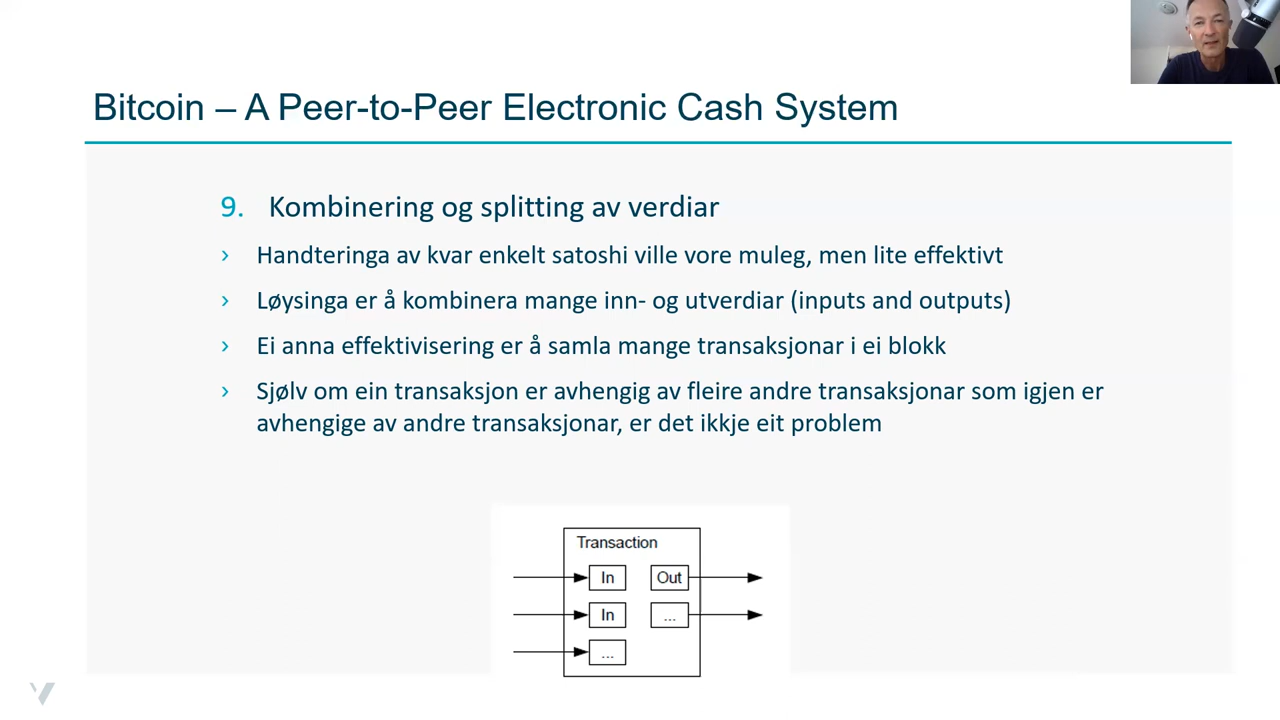 Bitcoin – A Peer-to-Peer Electronic Cash System
9. Kombinering og splitting av verdiar
› Handteringa av kvar enkelt satoshi ville vore muleg, men lite effektivt
› Løysinga er å kombinera mange inn- og utverdiar (inputs and outputs)
› Ei anna effektivisering er å samla mange transaksjonar i ei blokk
› Sjølv om ein transaksjon er avhengig av fleire andre transaksjonar som igjen er
avhengige av andre transaksjonar, er det ikkje eit problem
Transaction
In Out
In ...
...